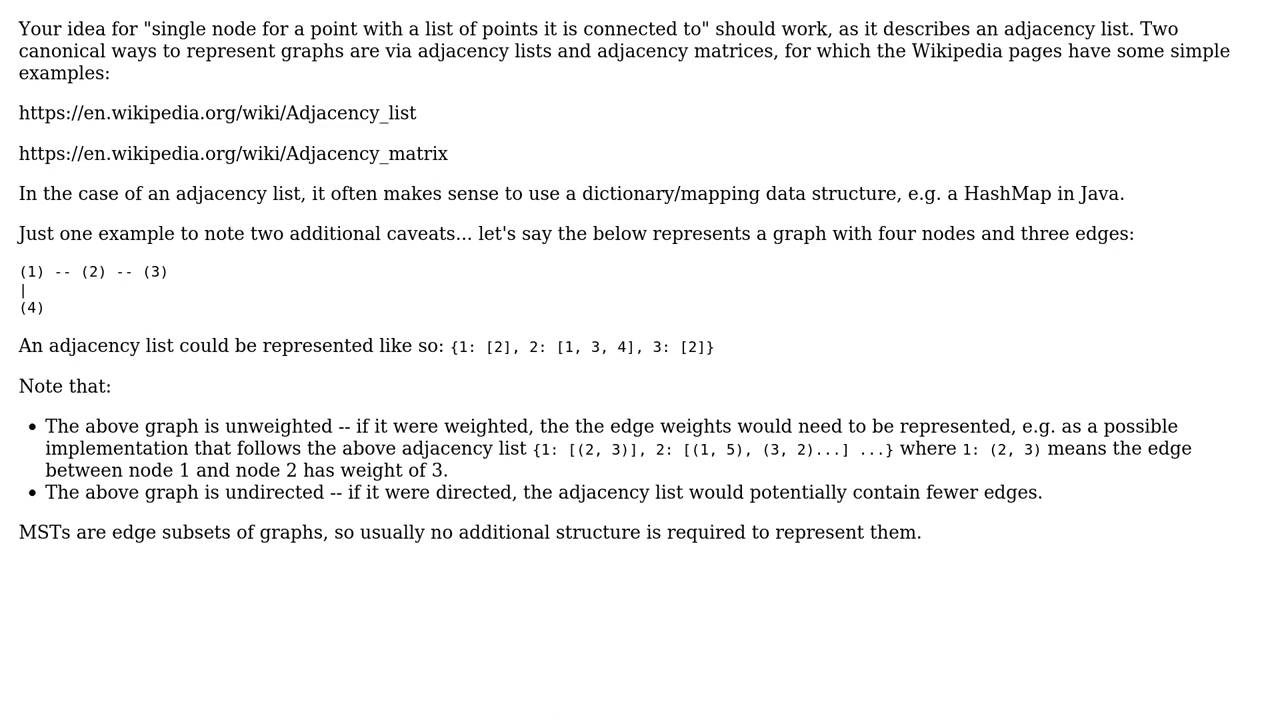 Your idea for "single node for a point with a list of points it is connected to" should work, as it describes an adjacency list. Two
canonical ways to represent graphs are via adjacency lists and adjacency matrices, for which the Wikipedia pages have some simple
examples:
https://en.wikipedia.org/wiki/Adjacency_list
https://en.wikipedia.org/wiki/Adjacency_matrix
In the case of an adjacency list, it often makes sense to use a dictionary/mapping data structure, e.g. a HashMap in Java.
Just one example to note two additional caveats... let's say the below represents a graph with four nodes and three edges:
(1) -- (2) -- (3)
|
(4)
An adjacency list could be represented like so: {1: [2], 2: [1, 3, 4], 3: [2]}
Note that:
• The above graph is unweighted -- if it were weighted, the the edge weights would need to be represented, e.g. as a possible
implementation that follows the above adjacency list {1: [(2, 3)], 2: [(1, 5), (3, 2)...] ...} where 1: (2, 3) means the edge
between node 1 and node 2 has weight of 3.
• The above graph is undirected -- if it were directed, the adjacency list would potentially contain fewer edges.
MSTs are edge subsets of graphs, so usually no additional structure is required to represent them.